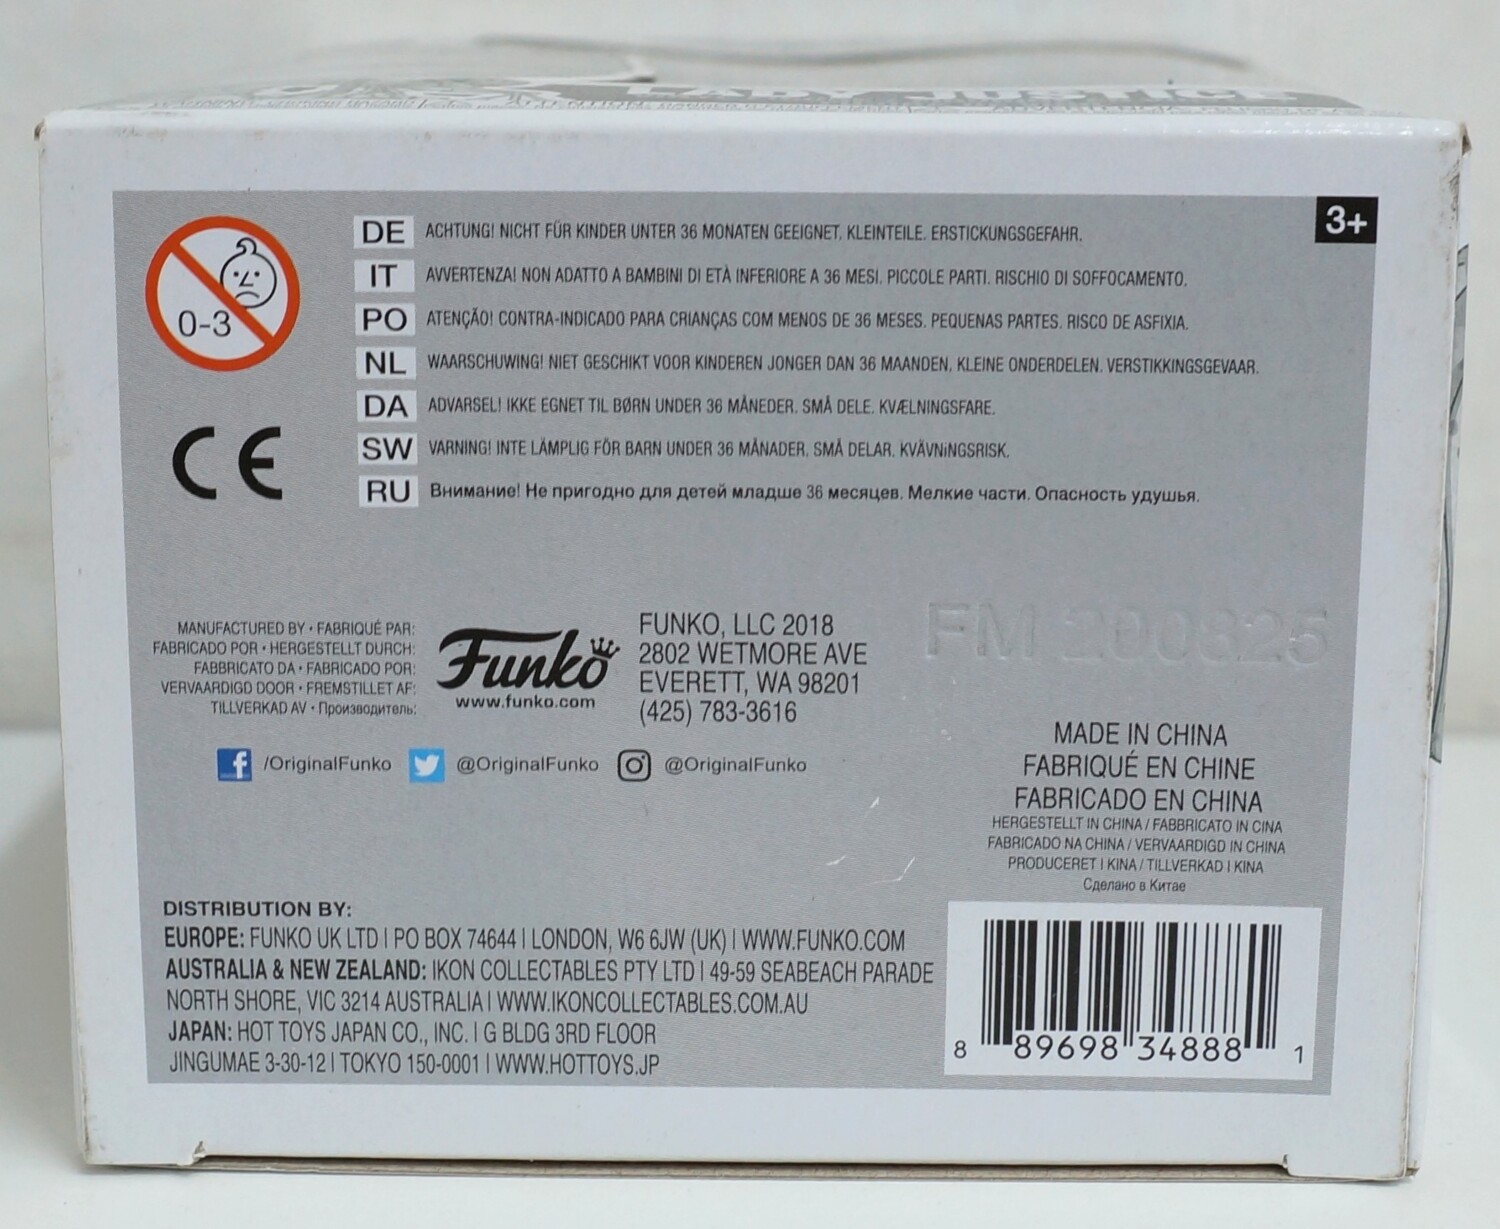 LADY JUSTICE
3+
0-3
DE ACHTUNG! NICHT FÜR KINDER UNTER 36 MONATEN GEEIGNET. KLEINTEILE. ERSTICKUNGSGEFAHR.
IT AVVERTENZA! NON ADATTO A BAMBINI DI ETÀ INFERIORE A 36 MESI. PICCOLE PARTI. RISCHIO DI SOFFOCAMENTO.
PO ATENÇÃO! CONTRA-INDICADO PARA CRIANÇAS COM MENOS DE 36 MESES. PEQUENAS PARTES. RISCO DE ASFIXIA.
NL WAARSCHUWING! NIET GESCHIKT VOOR KINDEREN JONGER DAN 36 MAANDEN. KLEINE ONDERDELEN. VERSTIKKINGSGEVAAR.
DA ADVARSEL! IKKE EGNET TIL BØRN UNDER 36 MÅNEDER. SMÅ DELE. KVÆLNINGSFARE.
SW VARNING! INTE LÄMPLIG FÖR BARN UNDER 36 MÅNADER. SMÅ DELAR. KVÄVNiNGSRISK.
RU Внимание! Не пригодно для детей младше 36 месяцев. Мелкие части. Опасность удушья.
CE
MANUFACTURED BY • FABRIQUÉ PAR:
FABRICADO POR • HERGESTELLT DURCH:
FABBRICATO DA • FABRICADO POR:
VERVAARDIGD DOOR • FREMSTILLET AF:
TILLVERKAD AV • Производитель:
Funko
www.funko.com
FUNKO, LLC 2018
2802 WETMORE AVE
EVERETT, WA 98201
(425) 783-3616
FM 200825
/OriginalFunko @OriginalFunko @OriginalFunko
MADE IN CHINA
FABRIQUÉ EN CHINE
FABRICADO EN CHINA
HERGESTELLT IN CHINA / FABBRICATO IN CINA
FABRICADO NA CHINA / VERVAARDIGD IN CHINA
PRODUCERET I KINA / TILLVERKAD I KINA
Сделано в Китае
DISTRIBUTION BY:
EUROPE: FUNKO UK LTD | PO BOX 74644 | LONDON, W6 6JW (UK) | WWW.FUNKO.COM
AUSTRALIA & NEW ZEALAND: IKON COLLECTABLES PTY LTD | 49-59 SEABEACH PARADE
NORTH SHORE, VIC 3214 AUSTRALIA | WWW.IKONCOLLECTABLES.COM.AU
JAPAN: HOT TOYS JAPAN CO., INC. | G BLDG 3RD FLOOR
JINGUMAE 3-30-12 | TOKYO 150-0001 | WWW.HOTTOYS.JP
8 89698 34888 1